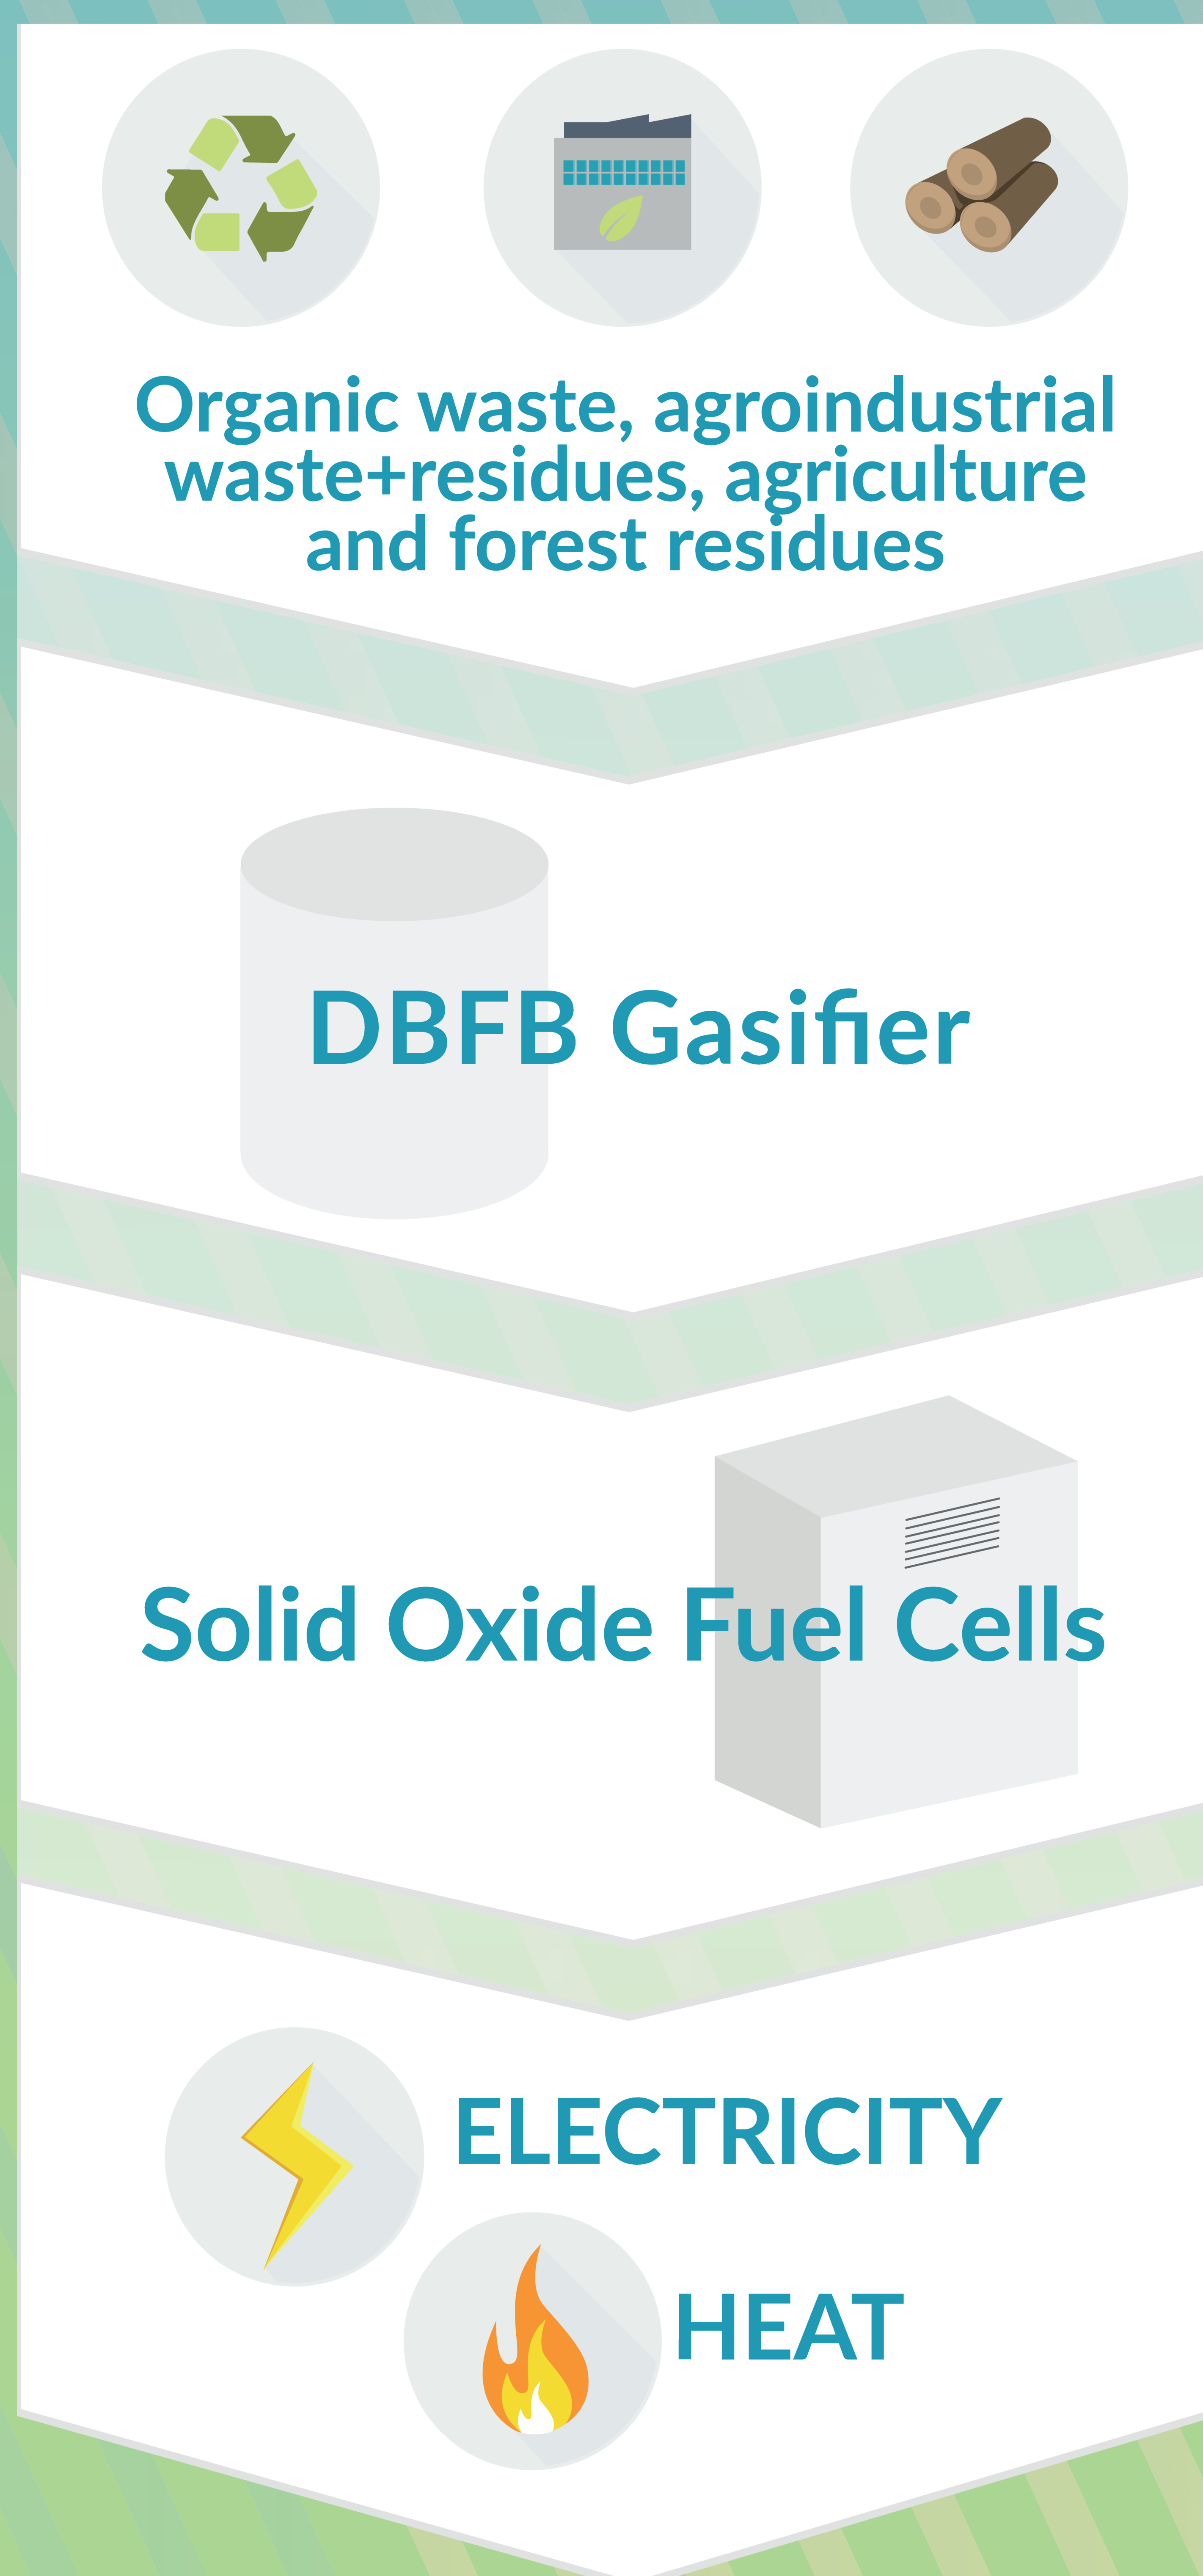 Organic waste, agroindustrial
waste+residues, agriculture
and forest residues
DBFB Gasifier
Solid Oxide Fuel Cells
ELECTRICITY
HEAT